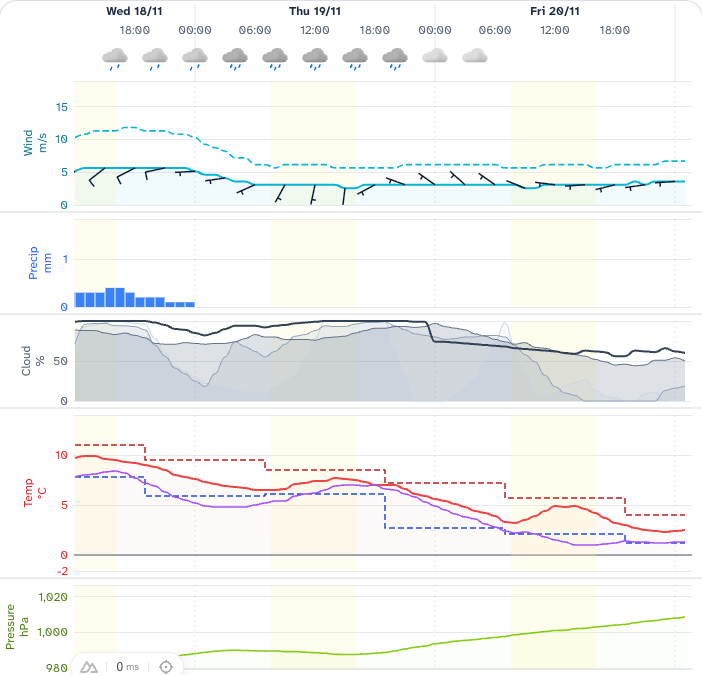 Wed 18/11
Thu 19/11
Fri 20/11
18:00
00:00
06:00
12:00
18:00
00:00
06:00
12:00
18:00
Wind
m/s
15
10
5
0
Precip
mm
1
0
Cloud
%
50
0
Temp
°C
10
5
0
-2
Pressure
hPa
1,020
1,000
980
0 ms